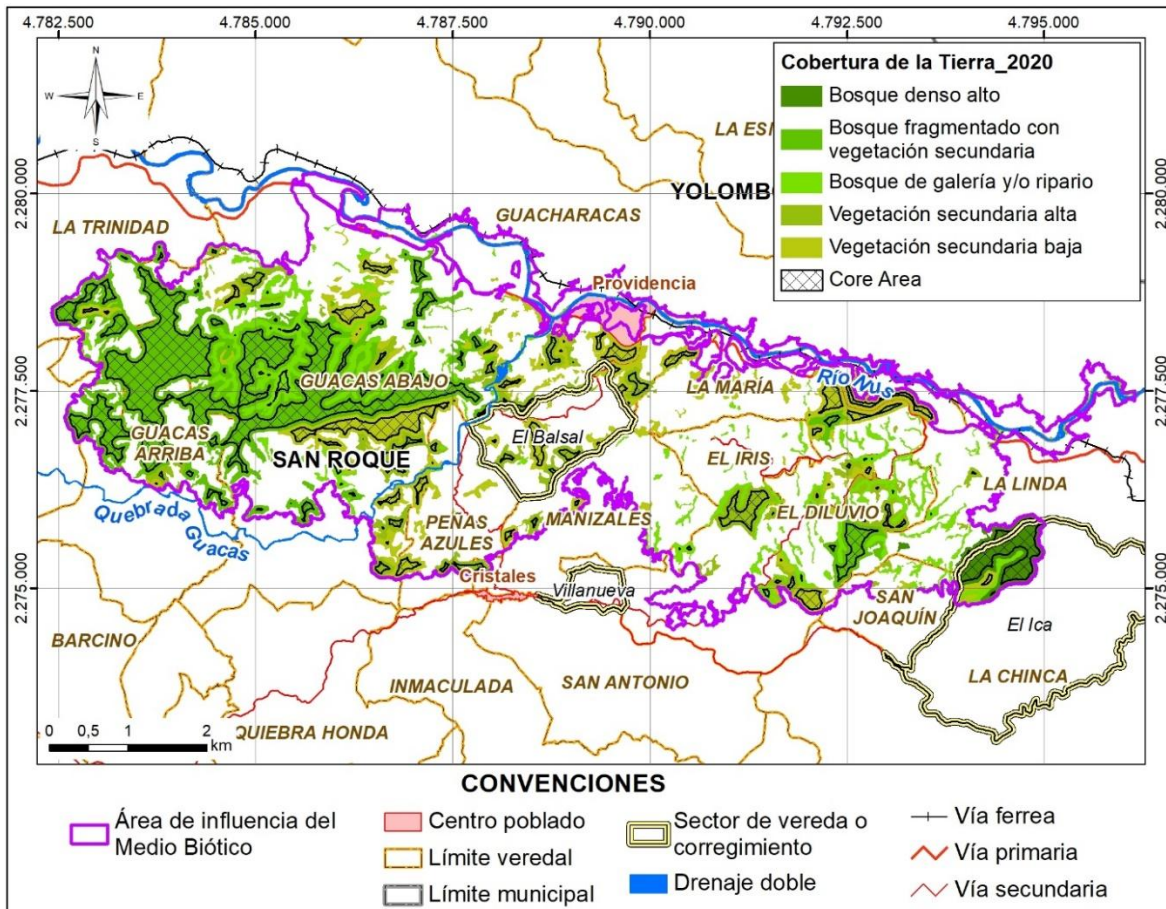 4.782.500 4.785.000 4.787.500 4.790.000 4.792.500 4.795.000
N
W E
S
Cobertura de la Tierra_2020
Bosque denso alto
Bosque fragmentado con
vegetación secundaria
Bosque de galería y/o ripario
Vegetación secundaria alta
Vegetación secundaria baja
Core Area
LA ESI
YOLOMBO
2.280.000
2.280.000
GUACHARACAS
LA TRINIDAD
Providencia
2.277.500
2.277.500
GUACAS ABAJO
LA MARÍA
Río Nus
GUACAS
ARRIBA
SAN ROQUE
El Balsal
EL IRIS
LA LINDA
Quebrada Guacas
PEÑAS
AZULES
MANIZALES
EL DILUVIO
2.275.000
2.275.000
Cristales
Villanueva
SAN
JOAQUÍN
El Ica
BARCINO
INMACULADA
SAN ANTONIO
LA CHINCA
QUIEBRA HONDA
0 0,5 1 2
km
CONVENCIONES
Área de influencia del
Medio Biótico
Centro poblado
Límite veredal
Límite municipal
Sector de vereda o
corregimiento
Drenaje doble
Vía ferrea
Vía primaria
Vía secundaria